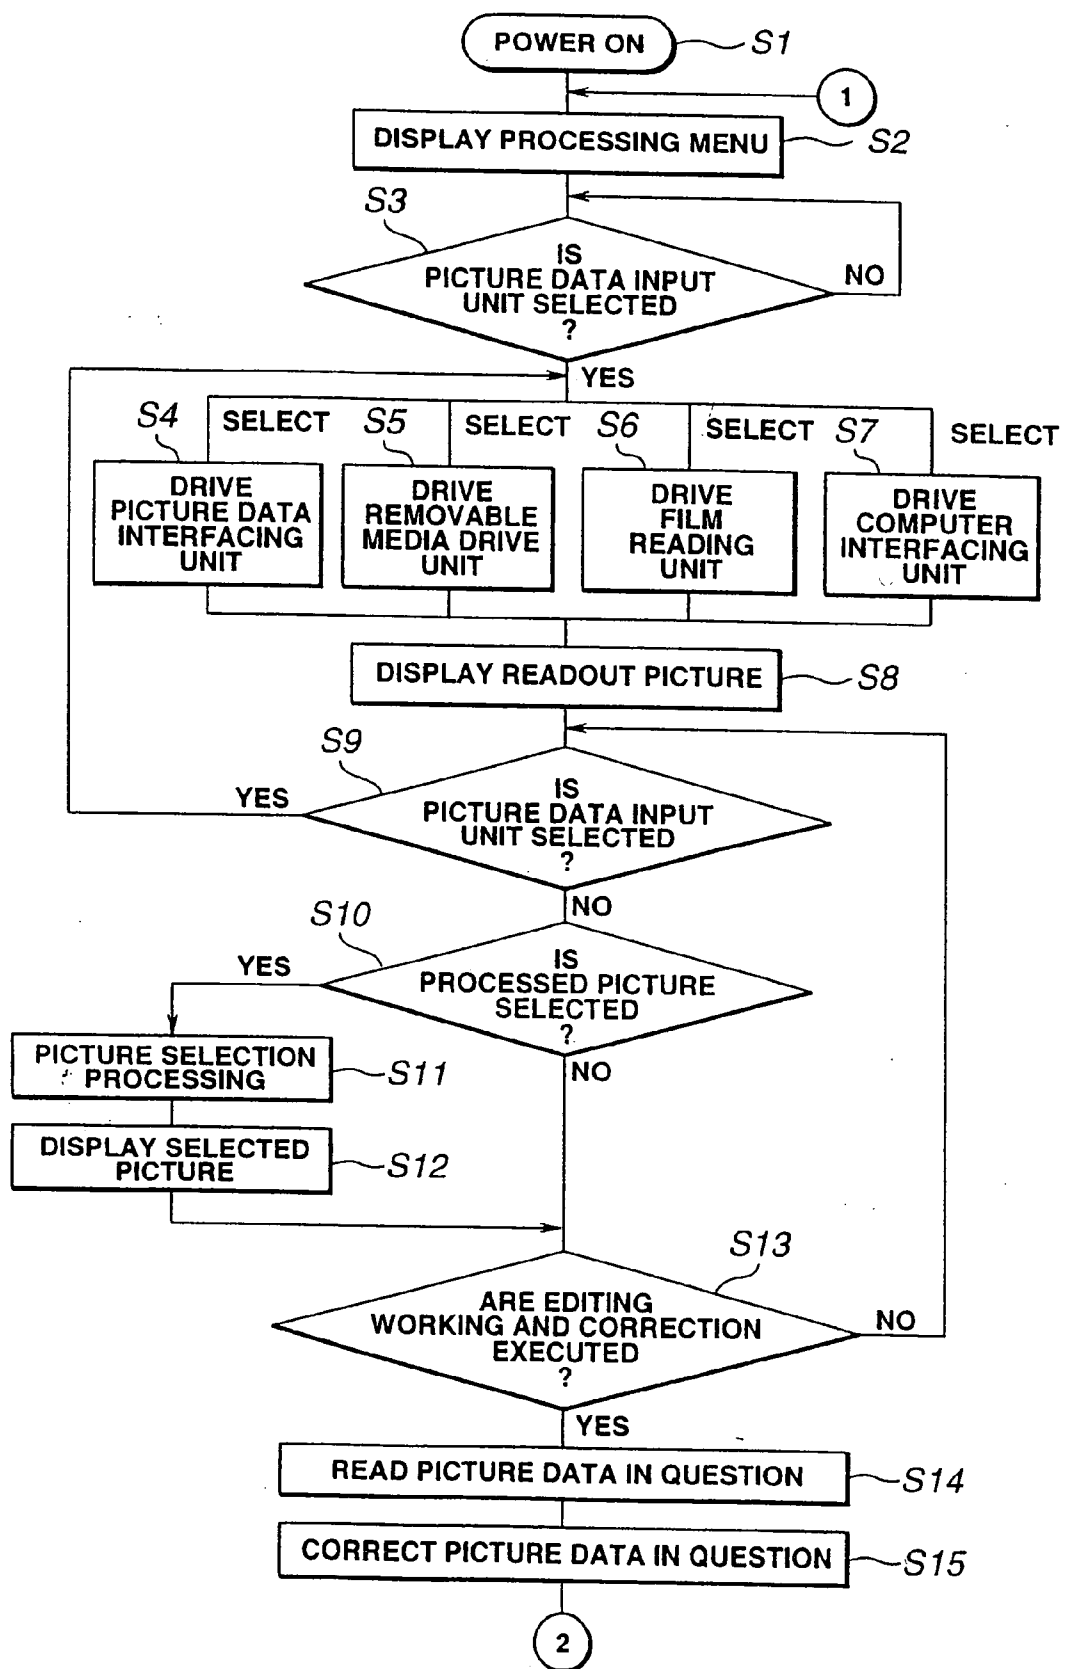 POWER ON
S1
1
DISPLAY PROCESSING MENU
S2
S3
IS
PICTURE DATA INPUT
UNIT SELECTED
?
NO
YES
S4
SELECT
S5
SELECT
S6
SELECT
S7
SELECT
DRIVE
PICTURE DATA
INTERFACING
UNIT
DRIVE
REMOVABLE
MEDIA DRIVE
UNIT
DRIVE
FILM
READING
UNIT
DRIVE
COMPUTER
INTERFACING
UNIT
DISPLAY READOUT PICTURE
S8
S9
YES
IS
PICTURE DATA INPUT
UNIT SELECTED
?
NO
S10
YES
IS
PROCESSED PICTURE
SELECTED
?
NO
PICTURE SELECTION
PROCESSING
S11
DISPLAY SELECTED
PICTURE
S12
S13
ARE EDITING
WORKING AND CORRECTION
EXECUTED
?
NO
YES
READ PICTURE DATA IN QUESTION
S14
CORRECT PICTURE DATA IN QUESTION
S15
2